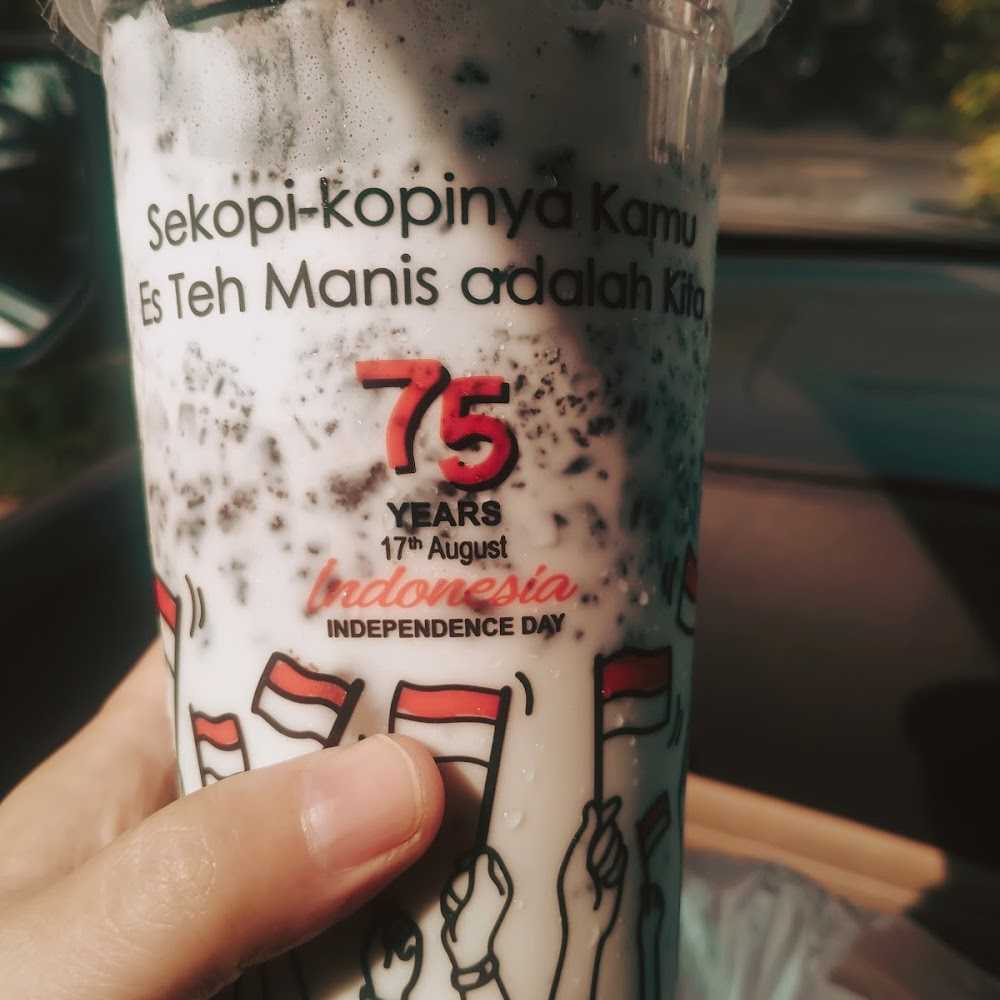 Sekopi-kopinya Kamu
Es Teh Manis adalah Kita
75
YEARS
17th August
Indonesia
INDEPENDENCE DAY